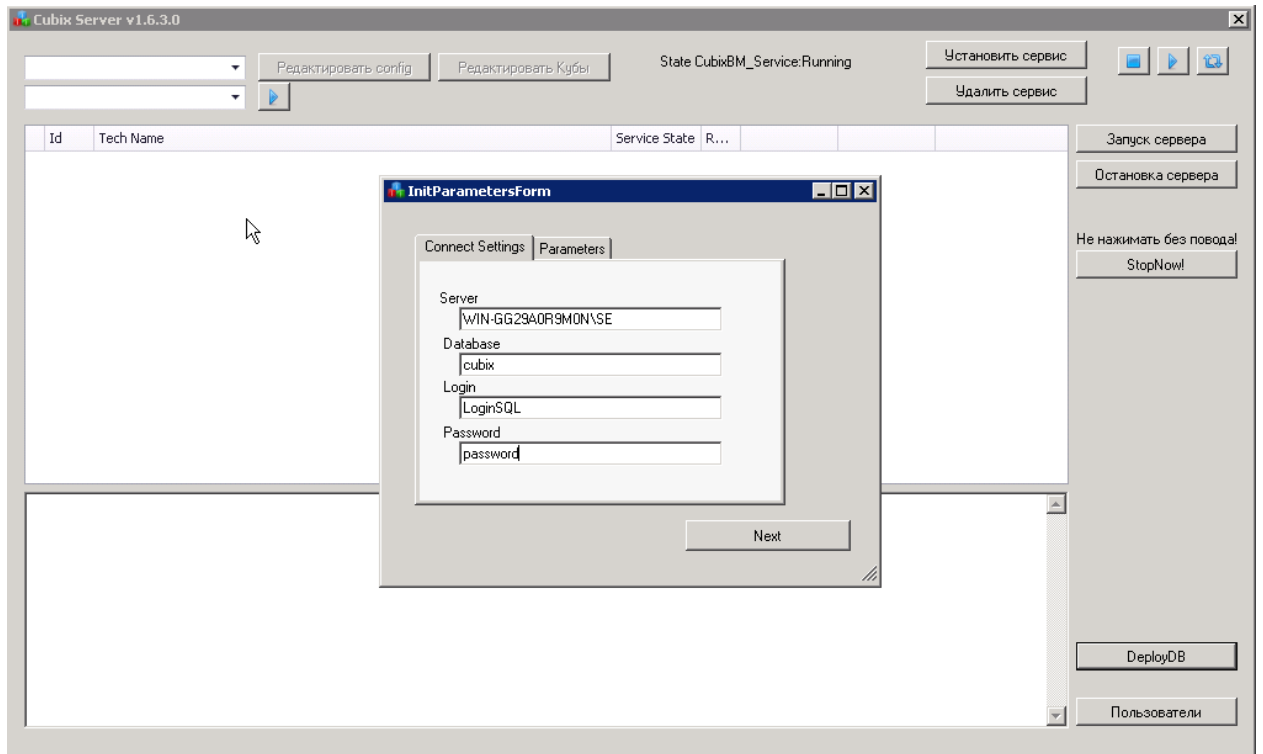 Cubix Server v1.6.3.0
Редактировать config
Редактировать Кубы
State CubixBM_Service:Running
Установить сервис
Удалить сервис
Id Tech Name Service State R...
Запуск сервера
Остановка сервера
Не нажимать без повода!
StopNow!
InitParametersForm
Connect Settings Parameters
Server
WIN-GG29A0R9M0N\SE
Database
cubix
Login
LoginSQL
Password
password
Next
DeployDB
Пользователи